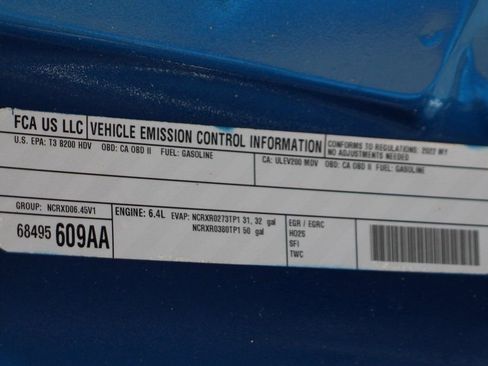 FCA US LLC VEHICLE EMISSION CONTROL INFORMATION CONFORMS TO REGULATIONS: 2022 MY
NO ADJUSTMENTS NEEDED
U.S. EPA: T3 B200 HDV OBD: CA OBD II FUEL: GASOLINE
CA: ULEV200 MDV OBD: CA OBD II FUEL: GASOLINE
GROUP: NCRXD06.45V1
68495 609AA
ENGINE: 6.4L EVAP: NCRXR0273TP1 31, 32 gal
NCRXR0380TP1 50 gal
EGR / EGRC
HO2S
SFI
TWC